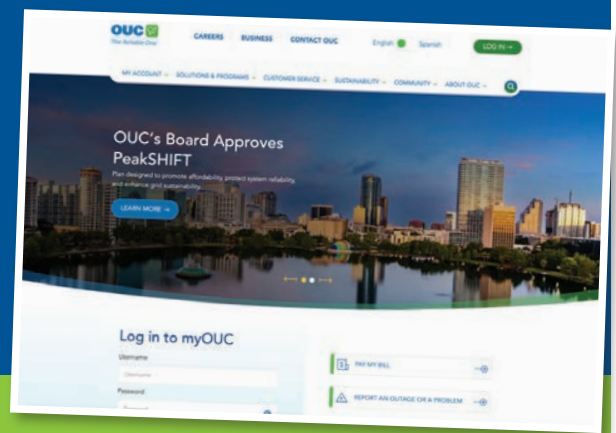 OUC
The Reliable One
CAREERS BUSINESS CONTACT OUC English Spanish LOG IN →
MY ACCOUNT SOLUTIONS & PROGRAMS CUSTOMER SERVICE SUSTAINABILITY COMMUNITY ABOUT OUC
OUC's Board Approves
PeakSHIFT
Plan designed to promote affordability, protect system reliability,
and enhance grid sustainability.
LEARN MORE →
Log in to myOUC
Username
Username
Password
Password
PAY MY BILL
REPORT AN OUTAGE OR A PROBLEM